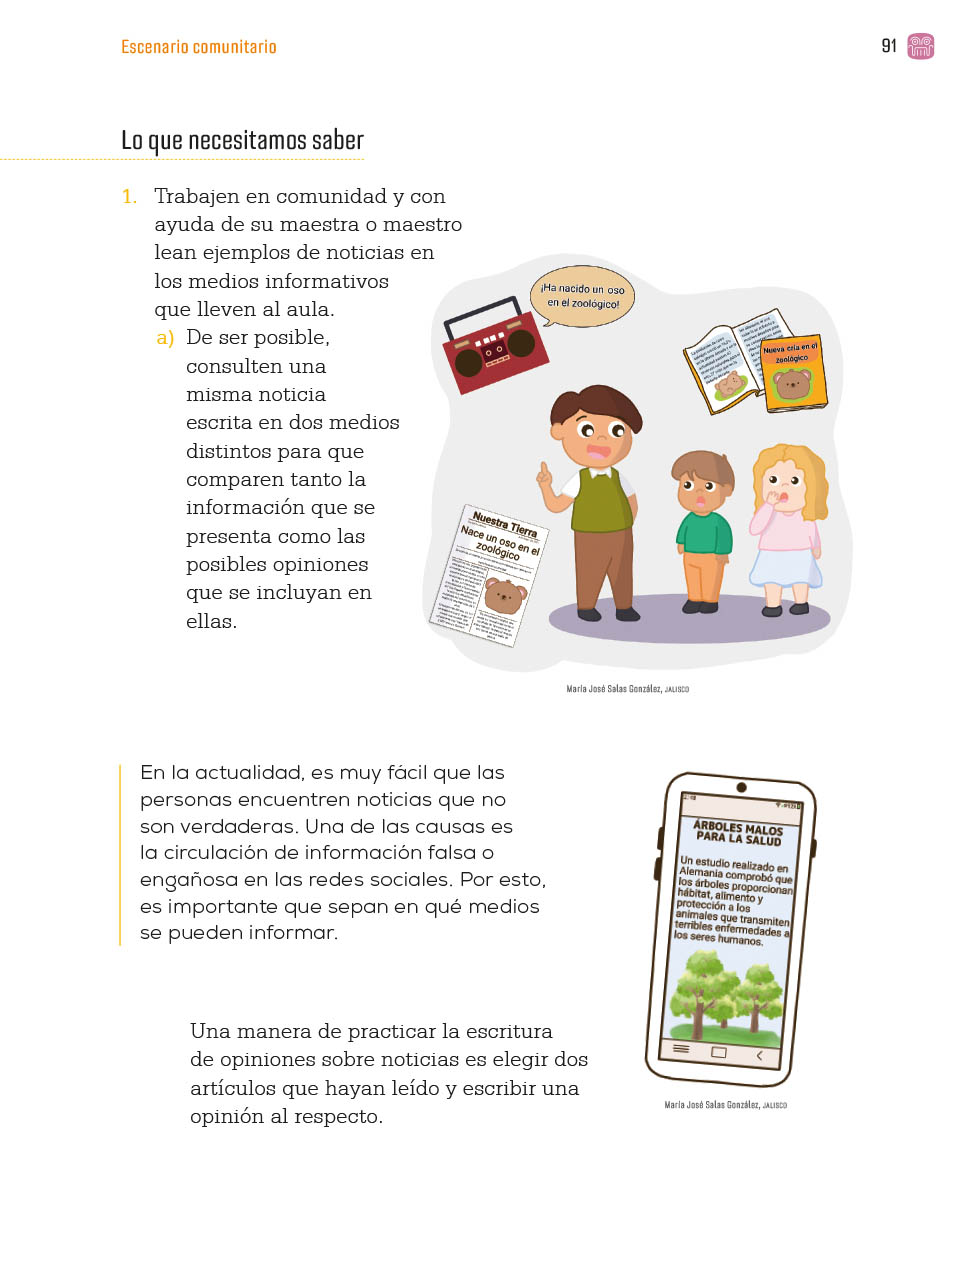 Escenario comunitario
91
Lo que necesitamos saber
1. Trabajen en comunidad y con
ayuda de su maestra o maestro
lean ejemplos de noticias en
los medios informativos
que lleven al aula.
a) De ser posible,
consulten una
misma noticia
escrita en dos medios
distintos para que
comparen tanto la
información que se
presenta como las
posibles opiniones
que se incluyan en
ellas.
¡Ha nacido un oso
en el zoológico!
Nueva cría en el
zoológico
Nuestra Tierra
Nace un oso en el
zoológico
María José Salas González, JALISCO
En la actualidad, es muy fácil que las
personas encuentren noticias que no
son verdaderas. Una de las causas es
la circulación de información falsa o
engañosa en las redes sociales. Por esto,
es importante que sepan en qué medios
se pueden informar.
ÁRBOLES MALOS
PARA LA SALUD
Un estudio realizado en
Alemania comprobó que
los árboles proporcionan
hábitat, alimento y
protección a los
animales que transmiten
terribles enfermedades a
los seres humanos.
María José Salas González, JALISCO
Una manera de practicar la escritura
de opiniones sobre noticias es elegir dos
artículos que hayan leído y escribir una
opinión al respecto.